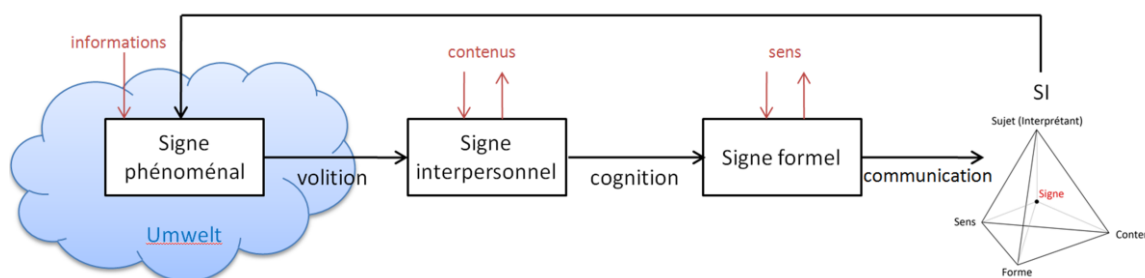 informations
contenus
sens
SI
Sujet (Interprétant)
Signe
phénoménal
volition
Signe
interpersonnel
cognition
Signe formel
communication
Signe
Sens
Conten
Forme
Umwelt